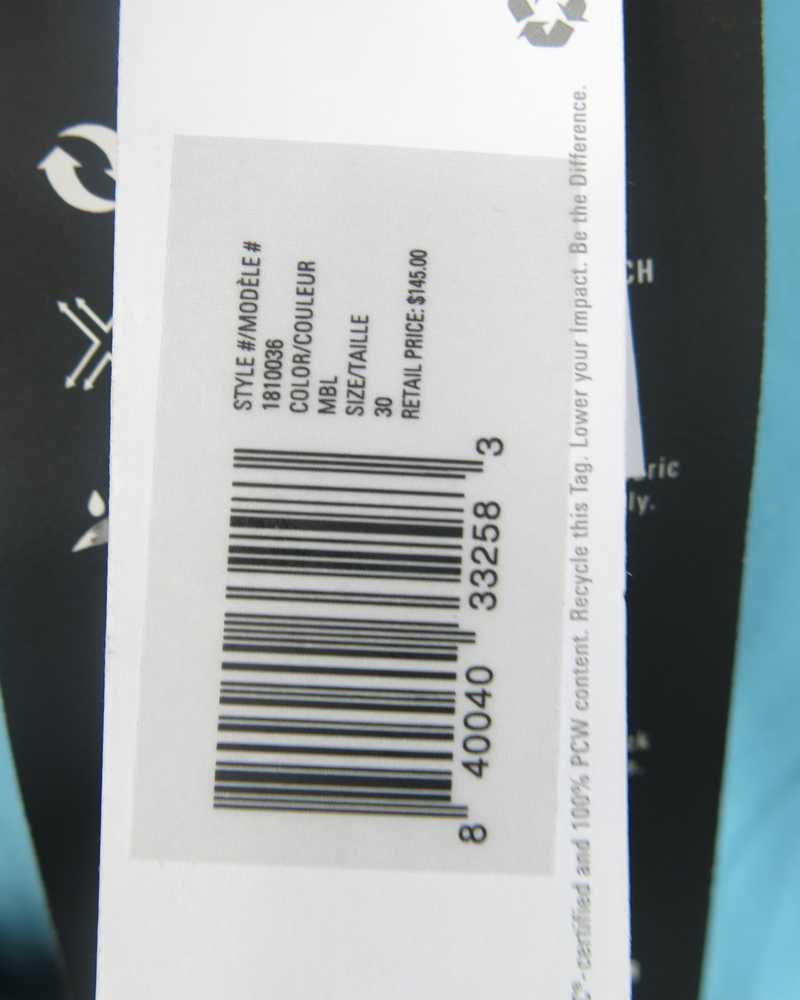 STYLE #/MODÈLE #
1810036
COLOR/COULEUR
MBL
SIZE/TAILLE
30
RETAIL PRICE: $145.00
8 40040 33258 3
-certified and 100% PCW content. Recycle this Tag. Lower your Impact. Be the Difference.
CH
ric
ly.